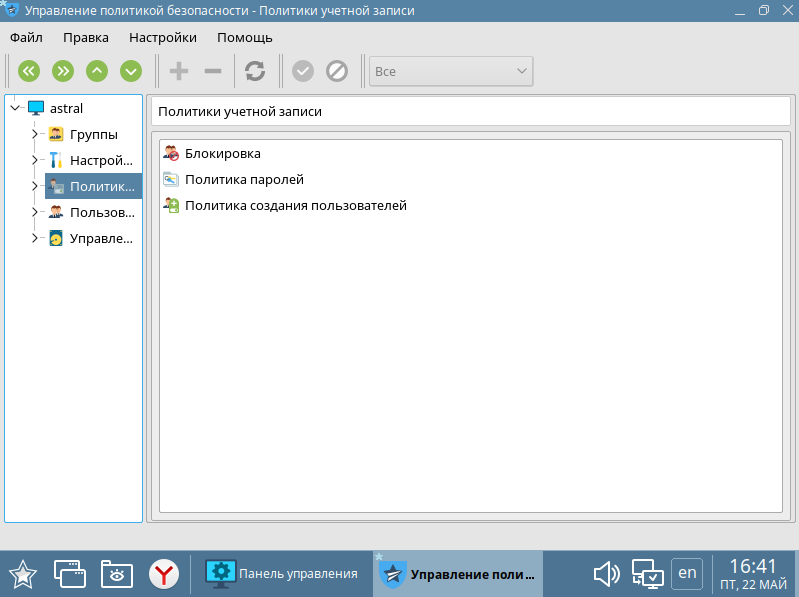 Управление политикой безопасности - Политики учетной записи
Файл Правка Настройки Помощь
Все
astral
Группы
Настрой...
Политик...
Пользов...
Управле...
Политики учетной записи
Блокировка
Политика паролей
Политика создания пользователей
Панель управления
Управление поли...
en
16:41
ПТ, 22 МАЙ